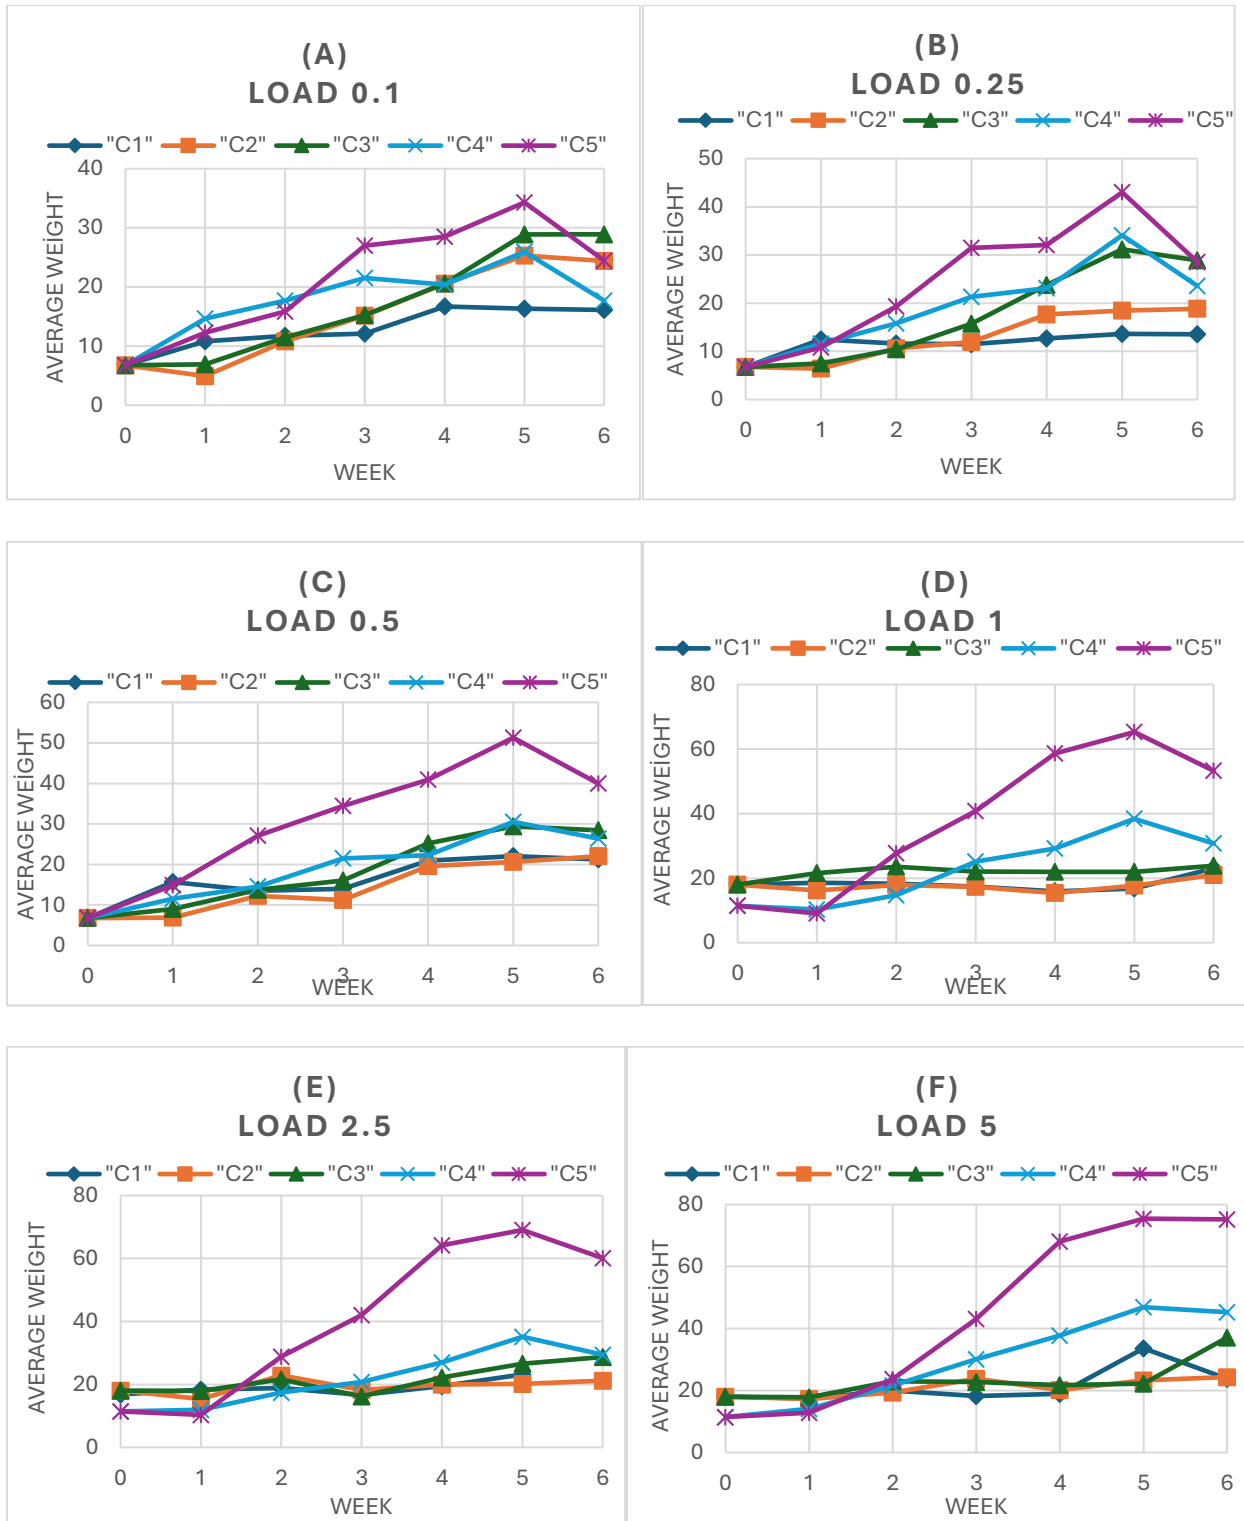 (A)
LOAD 0.1
"C1" "C2" "C3" "C4" "C5"
40
30
20
10
0
AVERAGE WEİGHT
0 1 2 3 4 5 6
WEEK
(B)
LOAD 0.25
"C1" "C2" "C3" "C4" "C5"
50
40
30
20
10
0
AVERAGE WEİGHT
0 1 2 3 4 5 6
WEEK
(C)
LOAD 0.5
"C1" "C2" "C3" "C4" "C5"
60
50
40
30
20
10
0
AVERAGE WEİGHT
0 1 2 3 4 5 6
WEEK
(D)
LOAD 1
"C1" "C2" "C3" "C4" "C5"
80
60
40
20
0
AVERAGE WEİGHT
0 1 2 3 4 5 6
WEEK
(E)
LOAD 2.5
"C1" "C2" "C3" "C4" "C5"
80
60
40
20
0
AVERAGE WEİGHT
0 1 2 3 4 5 6
WEEK
(F)
LOAD 5
"C1" "C2" "C3" "C4" "C5"
80
60
40
20
0
AVERAGE WEİGHT
0 1 2 3 4 5 6
WEEK